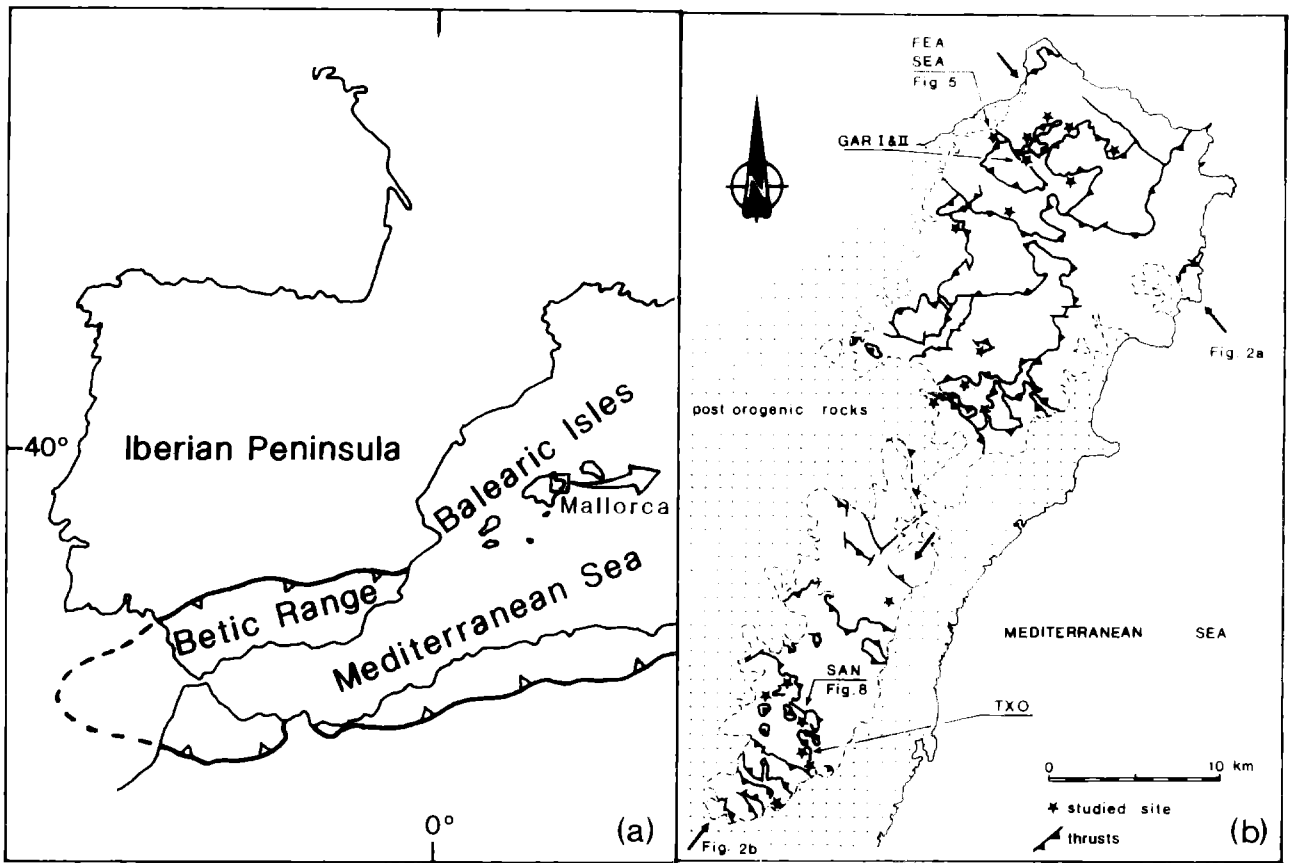 40°
Iberian Peninsula
Balearic Isles
Mallorca
Betic Range
Mediterranean Sea
0°
(a)
FEA
SEA
Fig 5
GAR I&II
N
Fig. 2a
post orogenic rocks
MEDITERRANEAN SEA
SAN
Fig. 8
TXO
0 10 km
studied site
thrusts
Fig. 2b
(b)